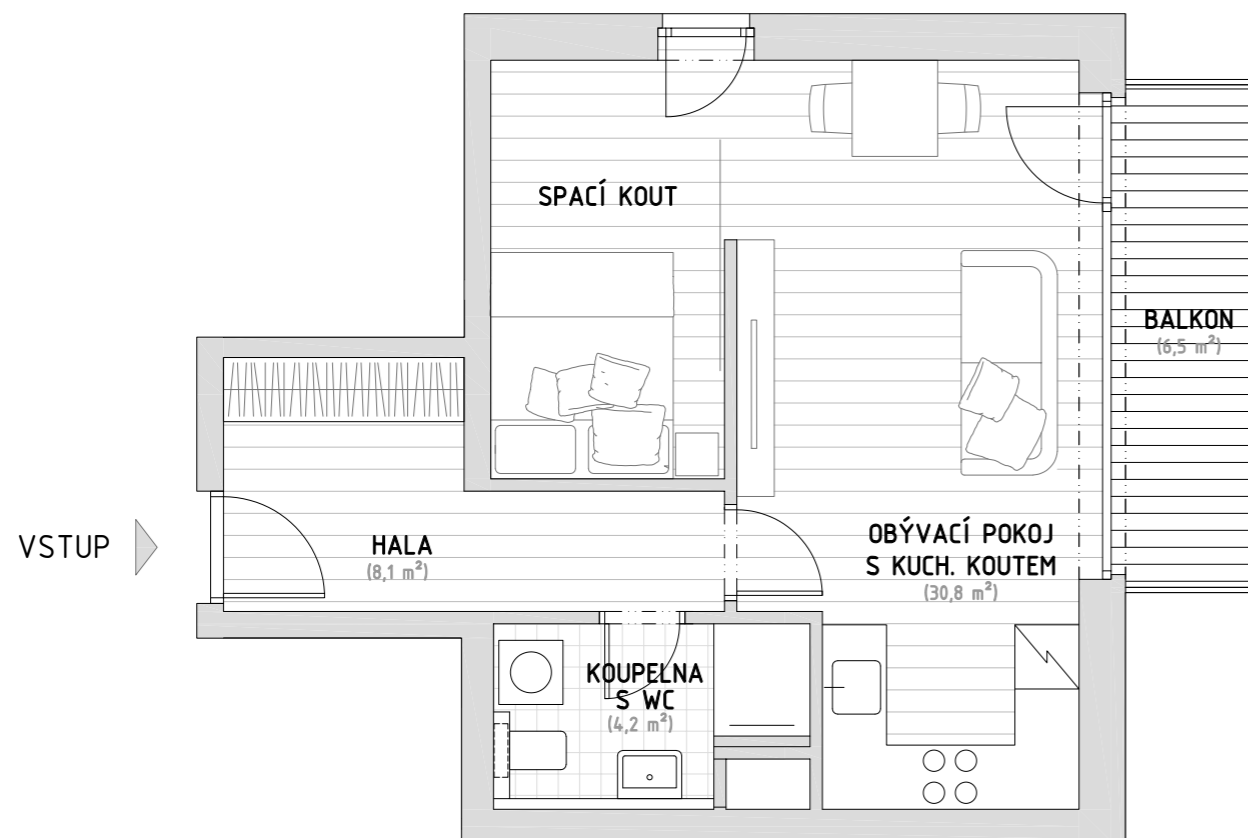 SPACÍ KOUT
BALKON
(6,5 m²)
VSTUP
HALA
(8,1 m²)
OBÝVACÍ POKOJ
S KUCH. KOUTEM
(30,8 m²)
KOUPELNA
S WC
(4,2 m²)